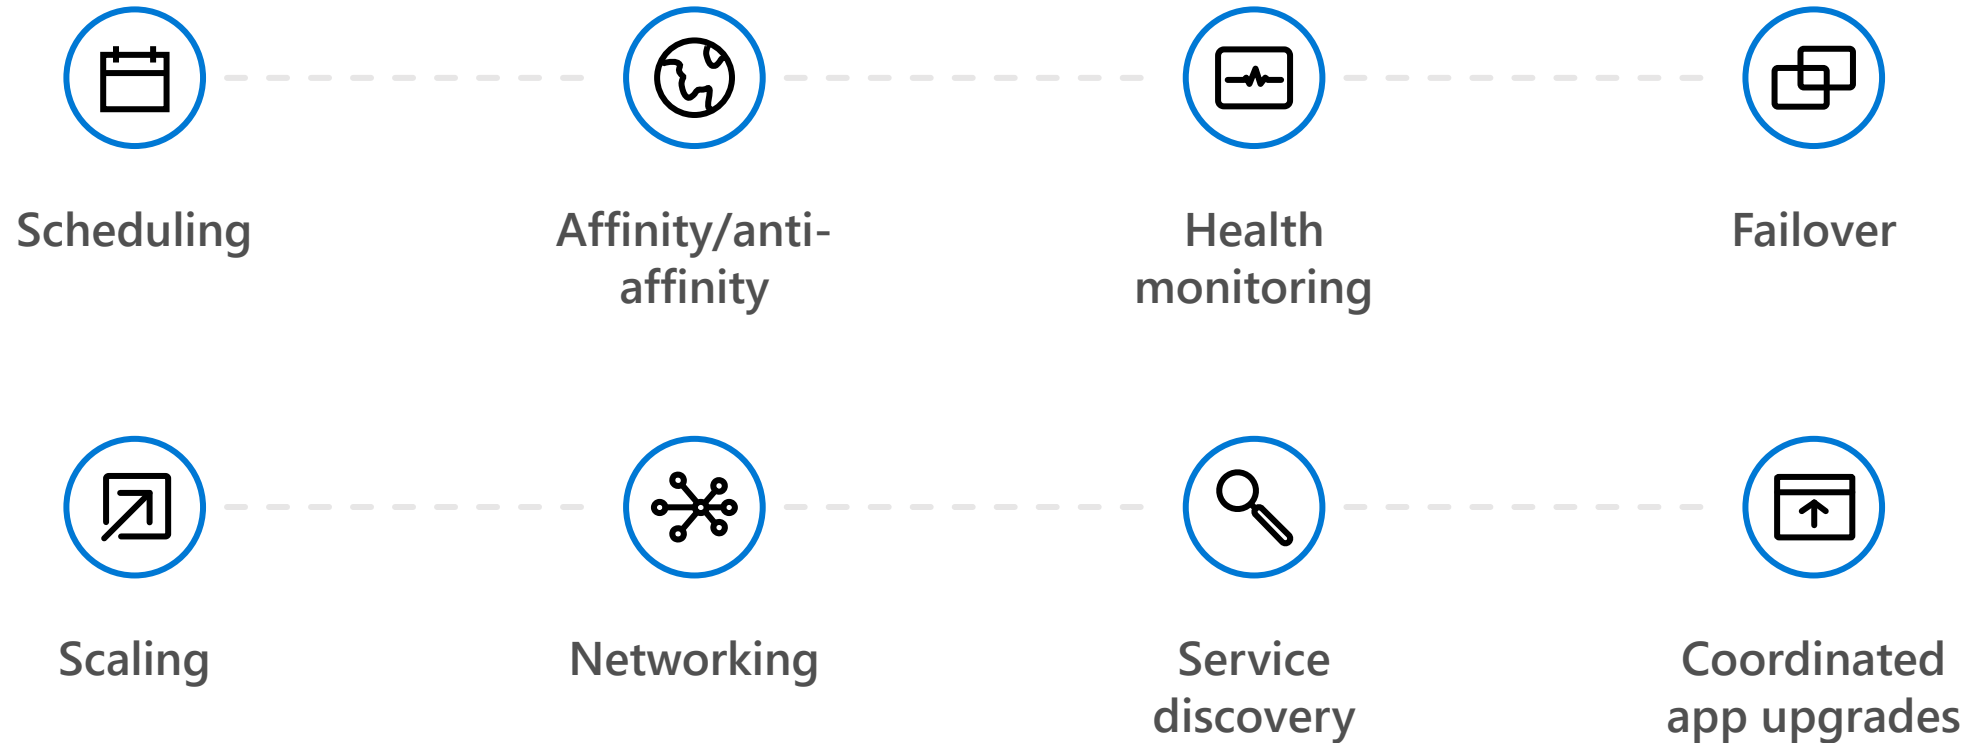 Scheduling
Affinity/anti-
affinity
Health
monitoring
Failover
Scaling
Networking
Service
discovery
Coordinated
app upgrades